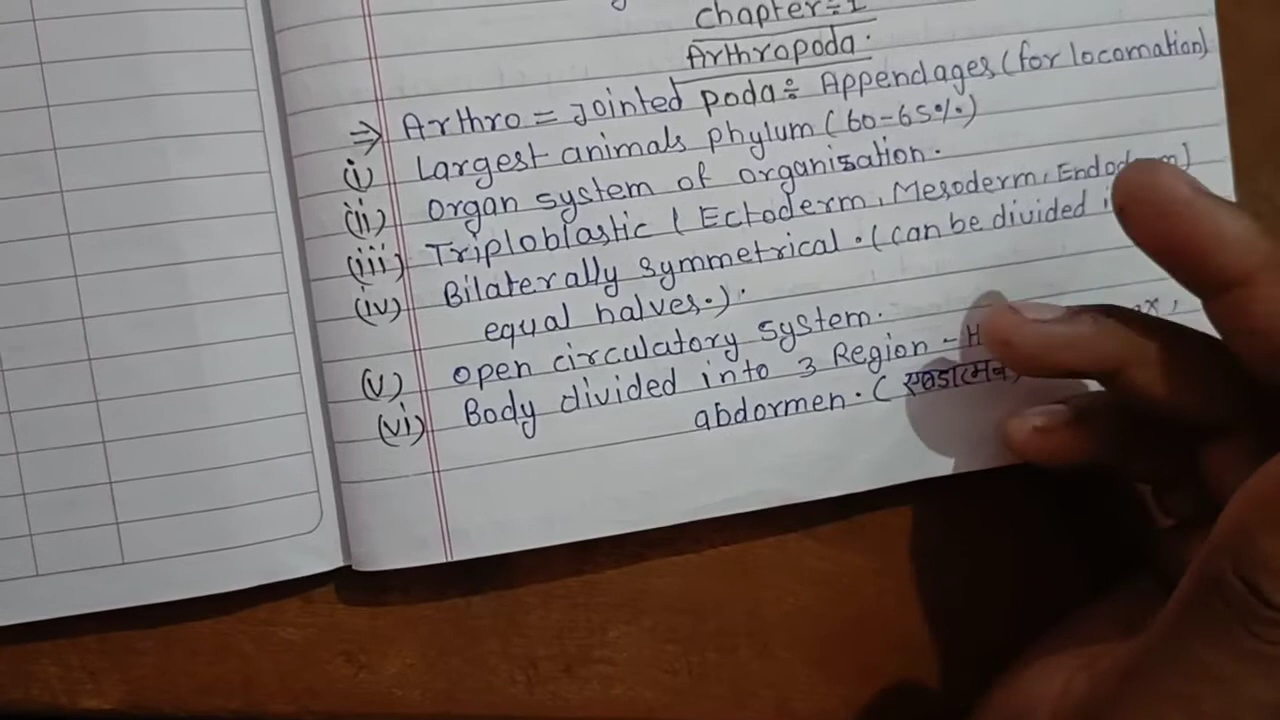 Chapter÷1
Arthropoda.
⇒ Arthro = Jointed poda÷ Appendages (for locomation)
(i) Largest animals phylum (60-65%)
(ii) organ system of organisation.
(iii) Triploblastic ( Ectoderm, Mesoderm, Endoderm)
(iv) Bilaterally symmetrical. (can be divided
equal halves.).
(v) open circulatory system.
(vi) Body divided into 3 Region -
abdormen. (